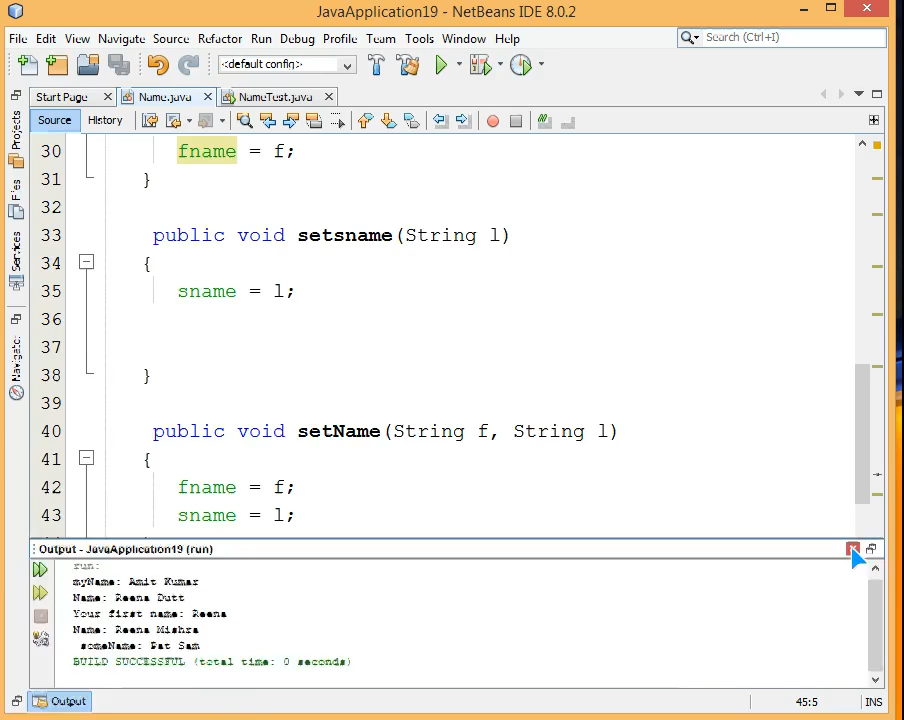 JavaApplication19 - NetBeans IDE 8.0.2
File Edit View Navigate Source Refactor Run Debug Profile Team Tools Window Help
Search (Ctrl+I)
<default config>
Start Page
Name.java
NameTest.java
Source History
Projects
Files
Services
Navigator
30 fname = f;
31 }
32
33 public void setsname(String l)
34 {
35 sname = l;
36
37
38 }
39
40 public void setName(String f, String l)
41 {
42 fname = f;
43 sname = l;
Output - JavaApplication19 (run)
run:
myName: Amit Kumar
Name: Reena Dutt
Your first name: Reena
Name: Reena Mishra
someName: Pat Sam
BUILD SUCCESSFUL (total time: 0 seconds)
Output
45:5 INS